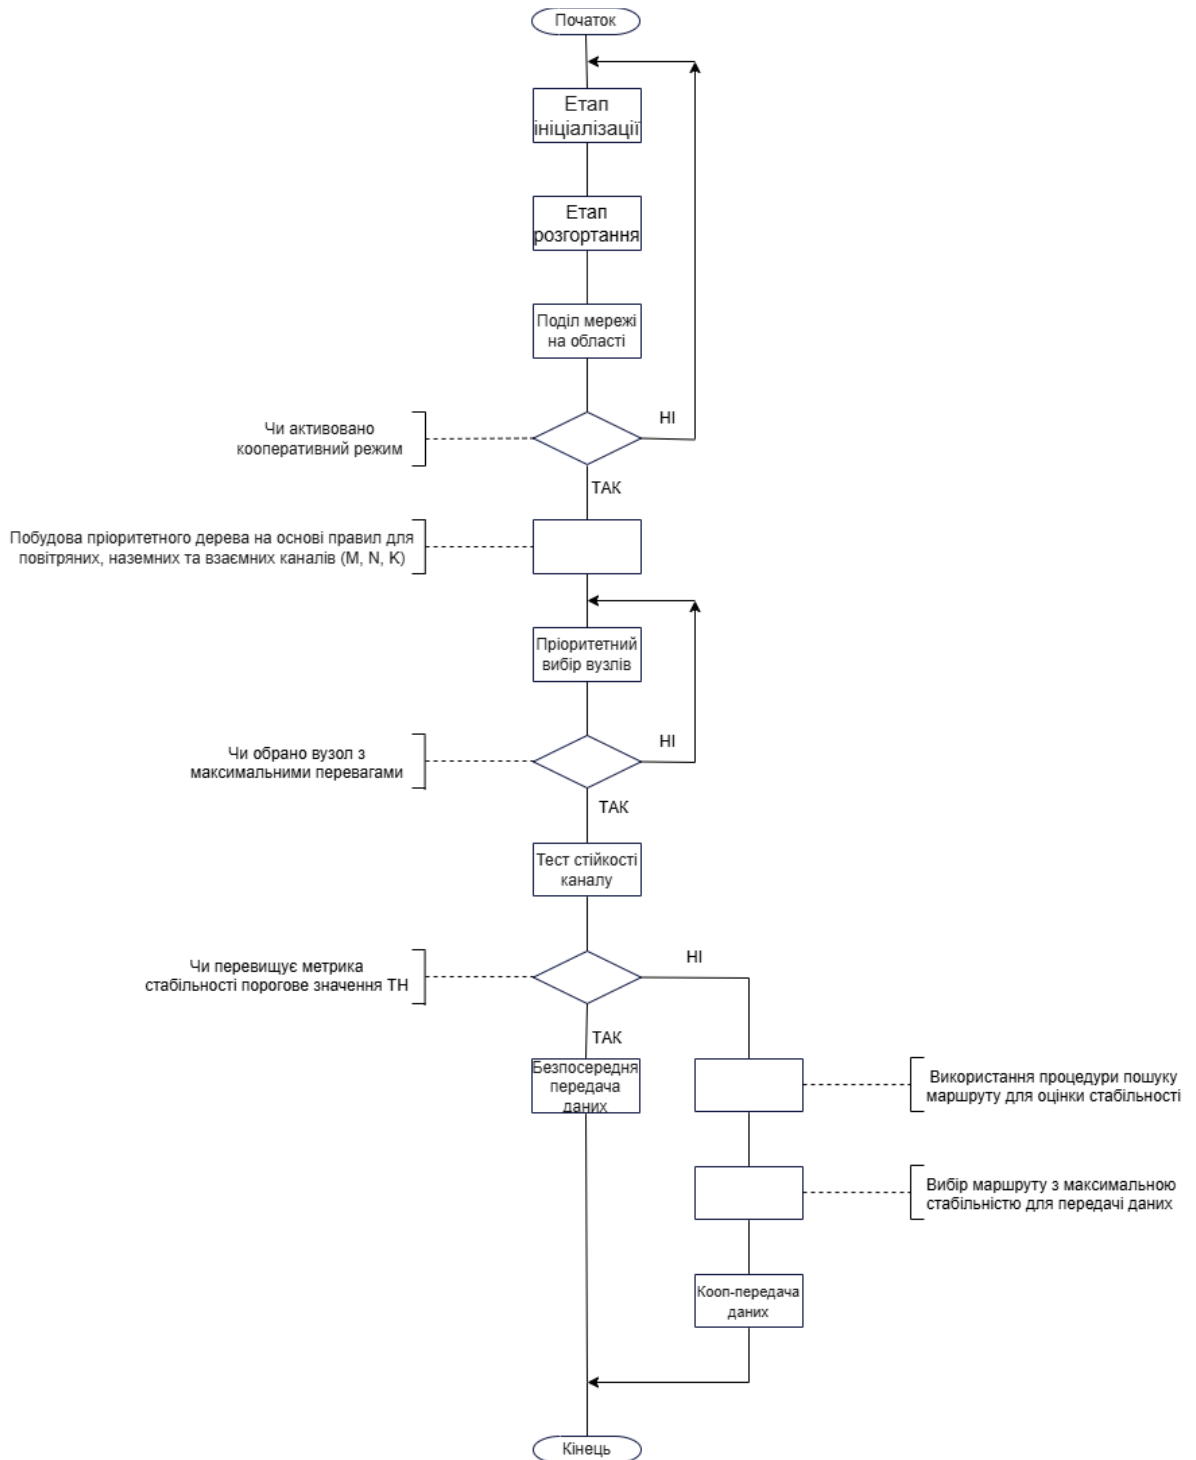 Початок
Етап
ініціалізації
Етап
розгортання
Поділ мережі
на області
Чи активовано
кооперативний режим
НІ
ТАК
Побудова пріоритетного дерева на основі правил для
повітряних, наземних та взаємних каналів (M, N, K)
Пріоритетний
вибір вузлів
Чи обрано вузол з
максимальними перевагами
НІ
ТАК
Тест стійкості
каналу
Чи перевищує метрика
стабільності порогове значення TH
НІ
ТАК
Безпосередня
передача
даних
Використання процедури пошуку
маршруту для оцінки стабільності
Вибір маршруту з максимальною
стабільністю для передачі даних
Кооп-передача
даних
Кінець